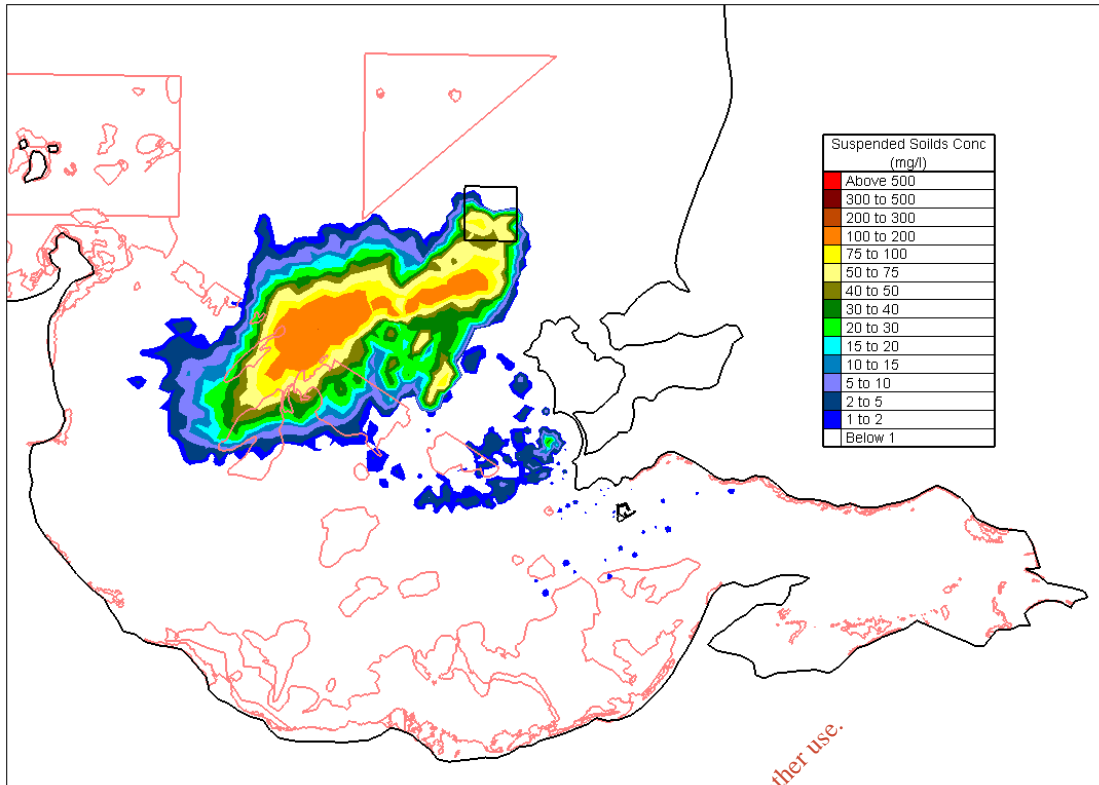 Suspended Soilds Conc
(mg/l)
Above 500
300 to 500
200 to 300
100 to 200
75 to 100
50 to 75
40 to 50
30 to 40
20 to 30
15 to 20
10 to 15
5 to 10
2 to 5
1 to 2
Below 1
ther use.